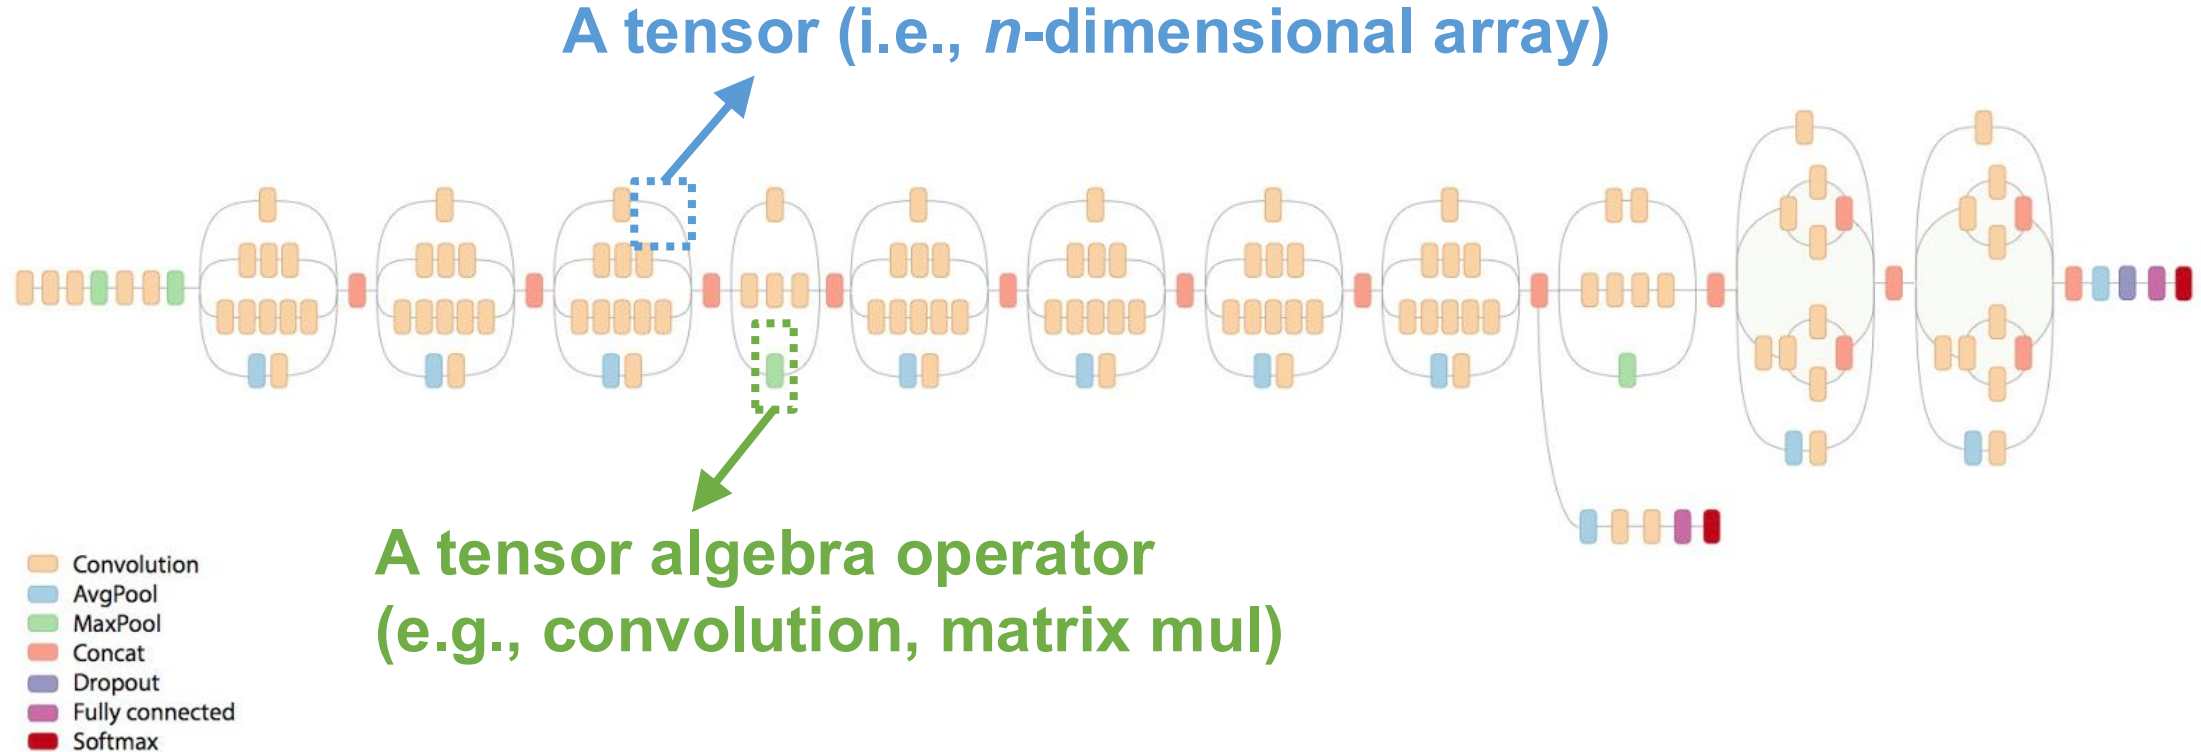 A tensor (i.e., n-dimensional array)
A tensor algebra operator
(e.g., convolution, matrix mul)
Convolution
AvgPool
MaxPool
Concat
Dropout
Fully connected
Softmax